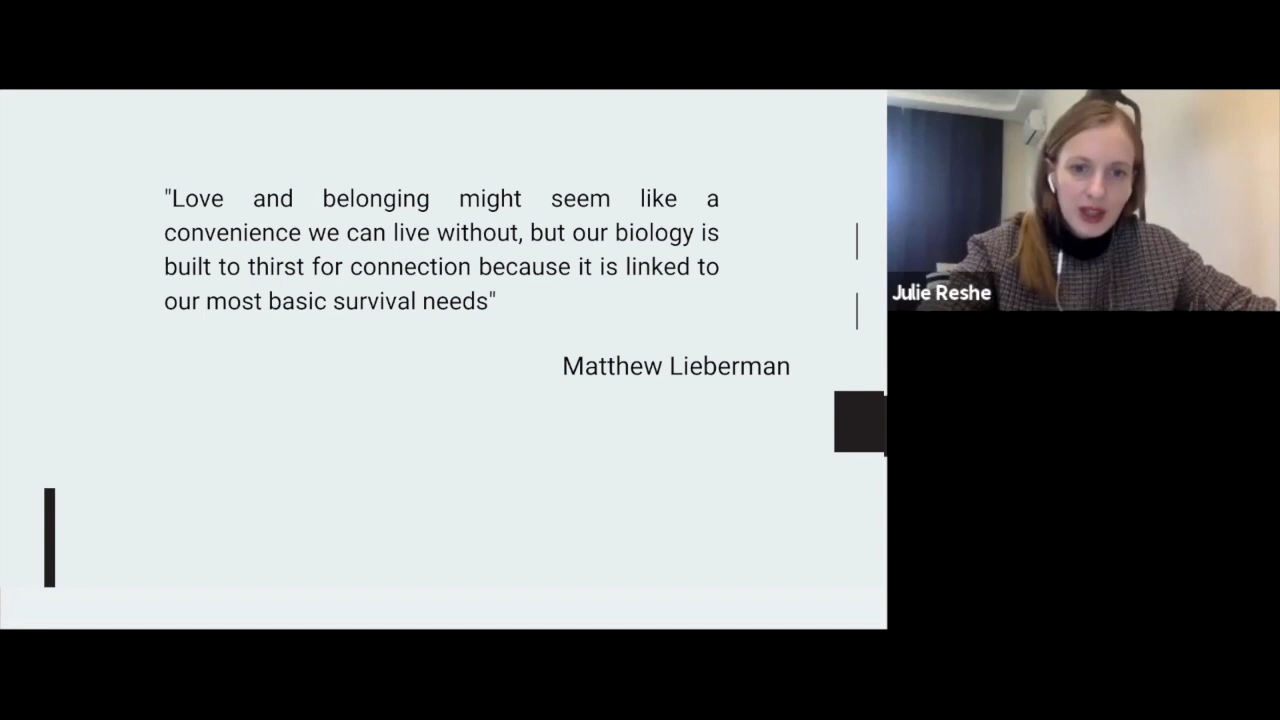 "Love and belonging might seem like a
convenience we can live without, but our biology is
built to thirst for connection because it is linked to
our most basic survival needs"
Matthew Lieberman
Julie Reshe